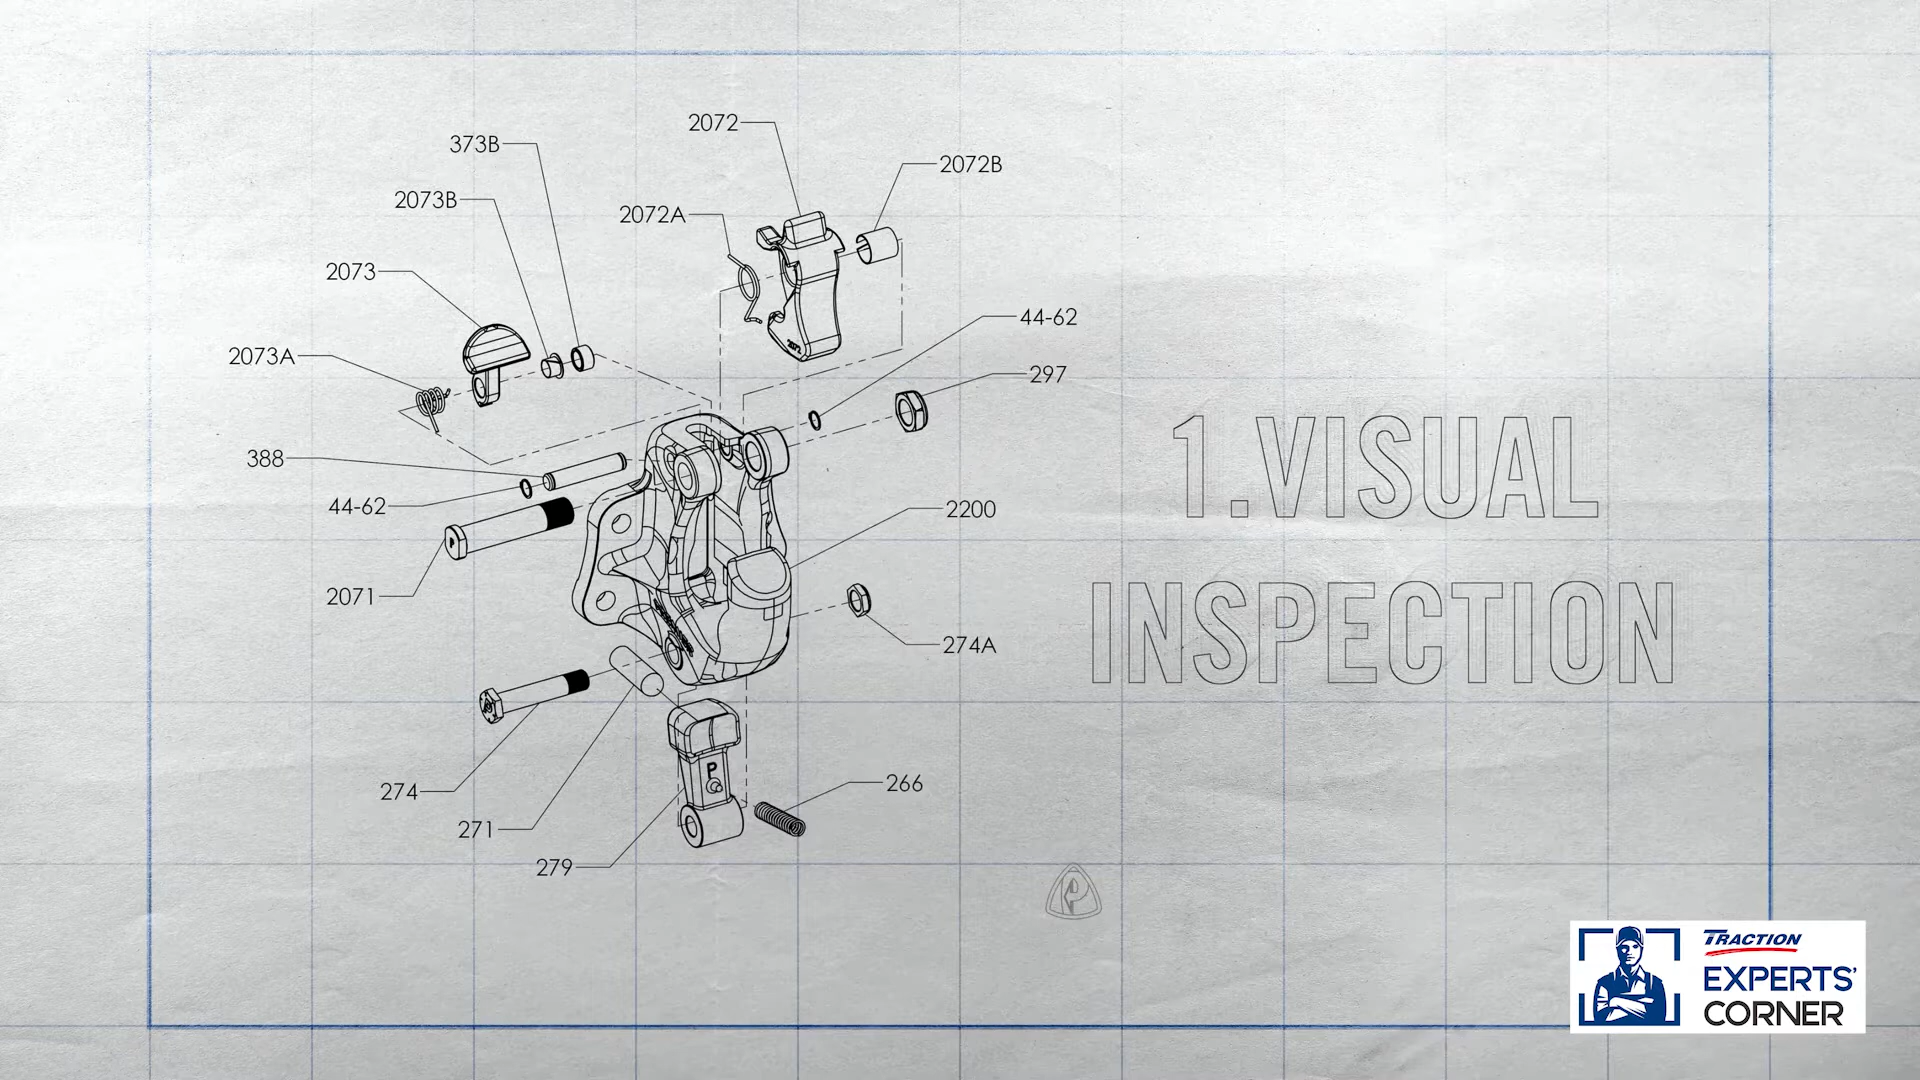 2072
373B
2072B
2073B
2072A
2073
44-62
2073A
297
388
44-62
2200
2071
274A
P
274
266
271
279
1.VISUAL
INSPECTION
TRACTION
EXPERTS'
CORNER